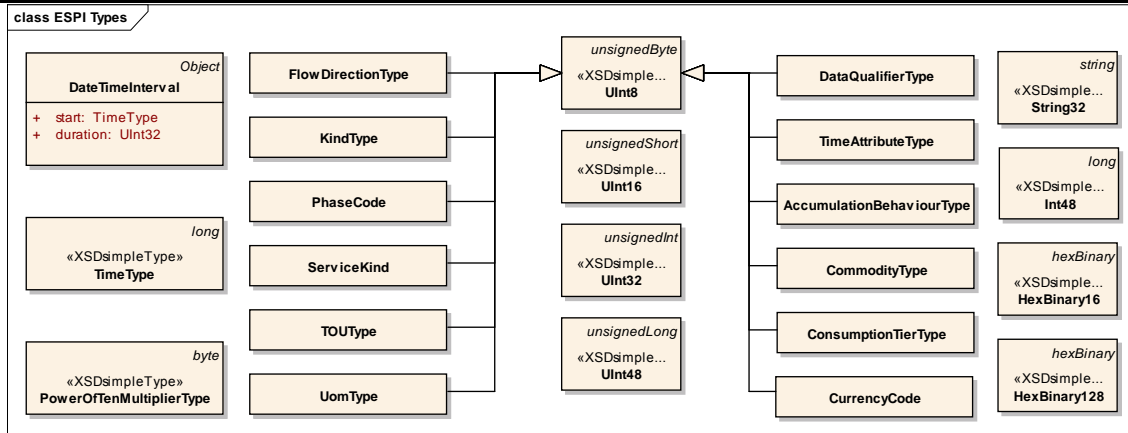 class ESPI Types
Object
DateTimeInterval
+ start: TimeType
+ duration: UInt32
long
«XSDsimpleType»
TimeType
byte
«XSDsimpleType»
PowerOfTenMultiplierType
FlowDirectionType
KindType
PhaseCode
ServiceKind
TOUType
UomType
unsignedByte
«XSDsimple...
UInt8
unsignedShort
«XSDsimple...
UInt16
unsignedInt
«XSDsimple...
UInt32
unsignedLong
«XSDsimple...
UInt48
DataQualifierType
TimeAttributeType
AccumulationBehaviourType
CommodityType
ConsumptionTierType
CurrencyCode
string
«XSDsimple...
String32
long
«XSDsimple...
Int48
hexBinary
«XSDsimple...
HexBinary16
hexBinary
«XSDsimple...
HexBinary128